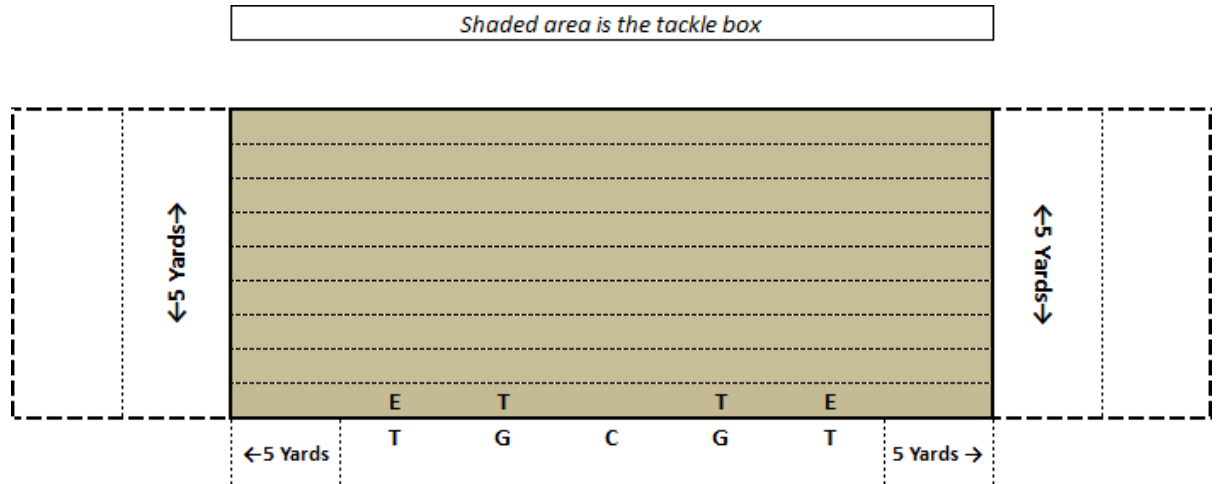 Shaded area is the tackle box
←5 Yards→
←5 Yards→
E T T E
T G C G T
←5 Yards
5 Yards →